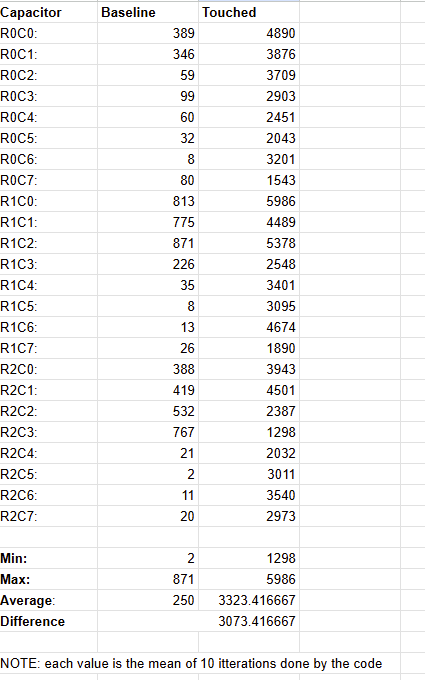 Capacitor Baseline Touched
R0C0: 389 4890
R0C1: 346 3876
R0C2: 59 3709
R0C3: 99 2903
R0C4: 60 2451
R0C5: 32 2043
R0C6: 8 3201
R0C7: 80 1543
R1C0: 813 5986
R1C1: 775 4489
R1C2: 871 5378
R1C3: 226 2548
R1C4: 35 3401
R1C5: 8 3095
R1C6: 13 4674
R1C7: 26 1890
R2C0: 388 3943
R2C1: 419 4501
R2C2: 532 2387
R2C3: 767 1298
R2C4: 21 2032
R2C5: 2 3011
R2C6: 11 3540
R2C7: 20 2973
Min: 2 1298
Max: 871 5986
Average: 250 3323.416667
Difference 3073.416667
NOTE: each value is the mean of 10 itterations done by the code